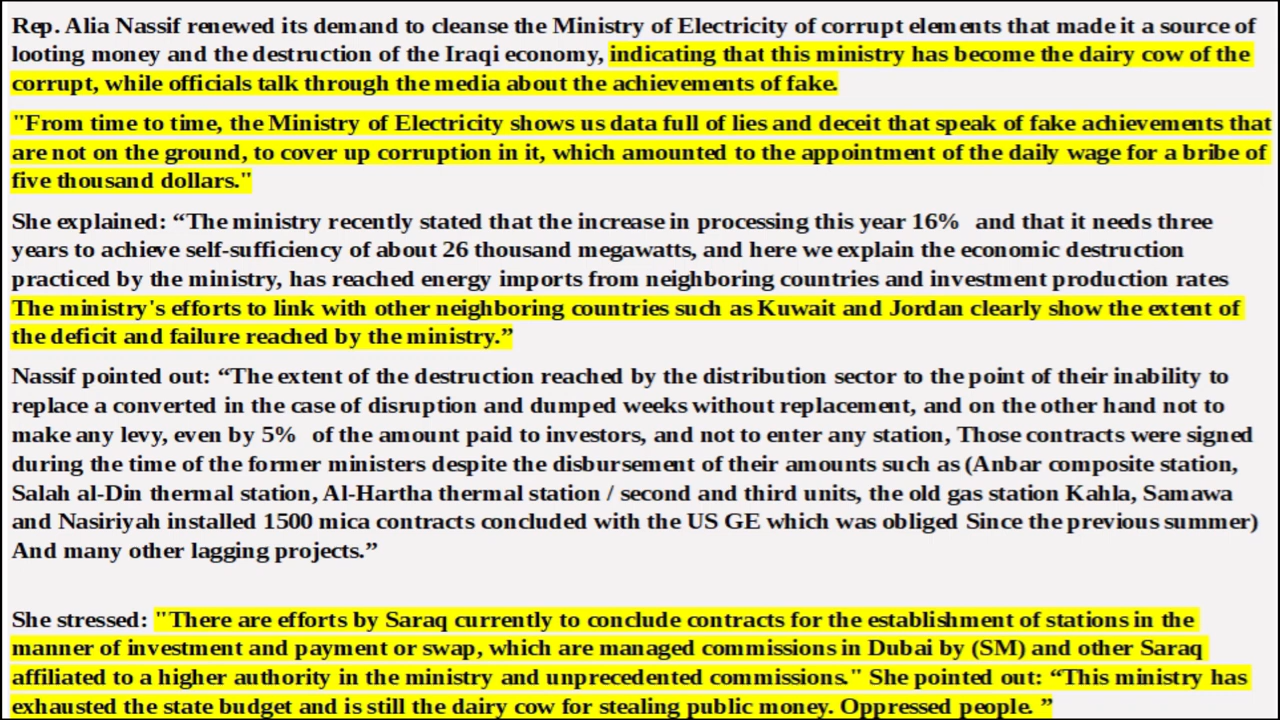 Rep. Alia Nassif renewed its demand to cleanse the Ministry of Electricity of corrupt elements that made it a source of
looting money and the destruction of the Iraqi economy, indicating that this ministry has become the dairy cow of the
corrupt, while officials talk through the media about the achievements of fake.
"From time to time, the Ministry of Electricity shows us data full of lies and deceit that speak of fake achievements that
are not on the ground, to cover up corruption in it, which amounted to the appointment of the daily wage for a bribe of
five thousand dollars."
She explained: “The ministry recently stated that the increase in processing this year 16%  and that it needs three
years to achieve self-sufficiency of about 26 thousand megawatts, and here we explain the economic destruction
practiced by the ministry, has reached energy imports from neighboring countries and investment production rates
The ministry's efforts to link with other neighboring countries such as Kuwait and Jordan clearly show the extent of
the deficit and failure reached by the ministry.”
Nassif pointed out: “The extent of the destruction reached by the distribution sector to the point of their inability to
replace a converted in the case of disruption and dumped weeks without replacement, and on the other hand not to
make any levy, even by 5%  of the amount paid to investors, and not to enter any station, Those contracts were signed
during the time of the former ministers despite the disbursement of their amounts such as (Anbar composite station,
Salah al-Din thermal station, Al-Hartha thermal station / second and third units, the old gas station Kahla, Samawa
and Nasiriyah installed 1500 mica contracts concluded with the US GE which was obliged Since the previous summer)
And many other lagging projects.”
She stressed: "There are efforts by Saraq currently to conclude contracts for the establishment of stations in the
manner of investment and payment or swap, which are managed commissions in Dubai by (SM) and other Saraq
affiliated to a higher authority in the ministry and unprecedented commissions." She pointed out: “This ministry has
exhausted the state budget and is still the dairy cow for stealing public money. Oppressed people. ”